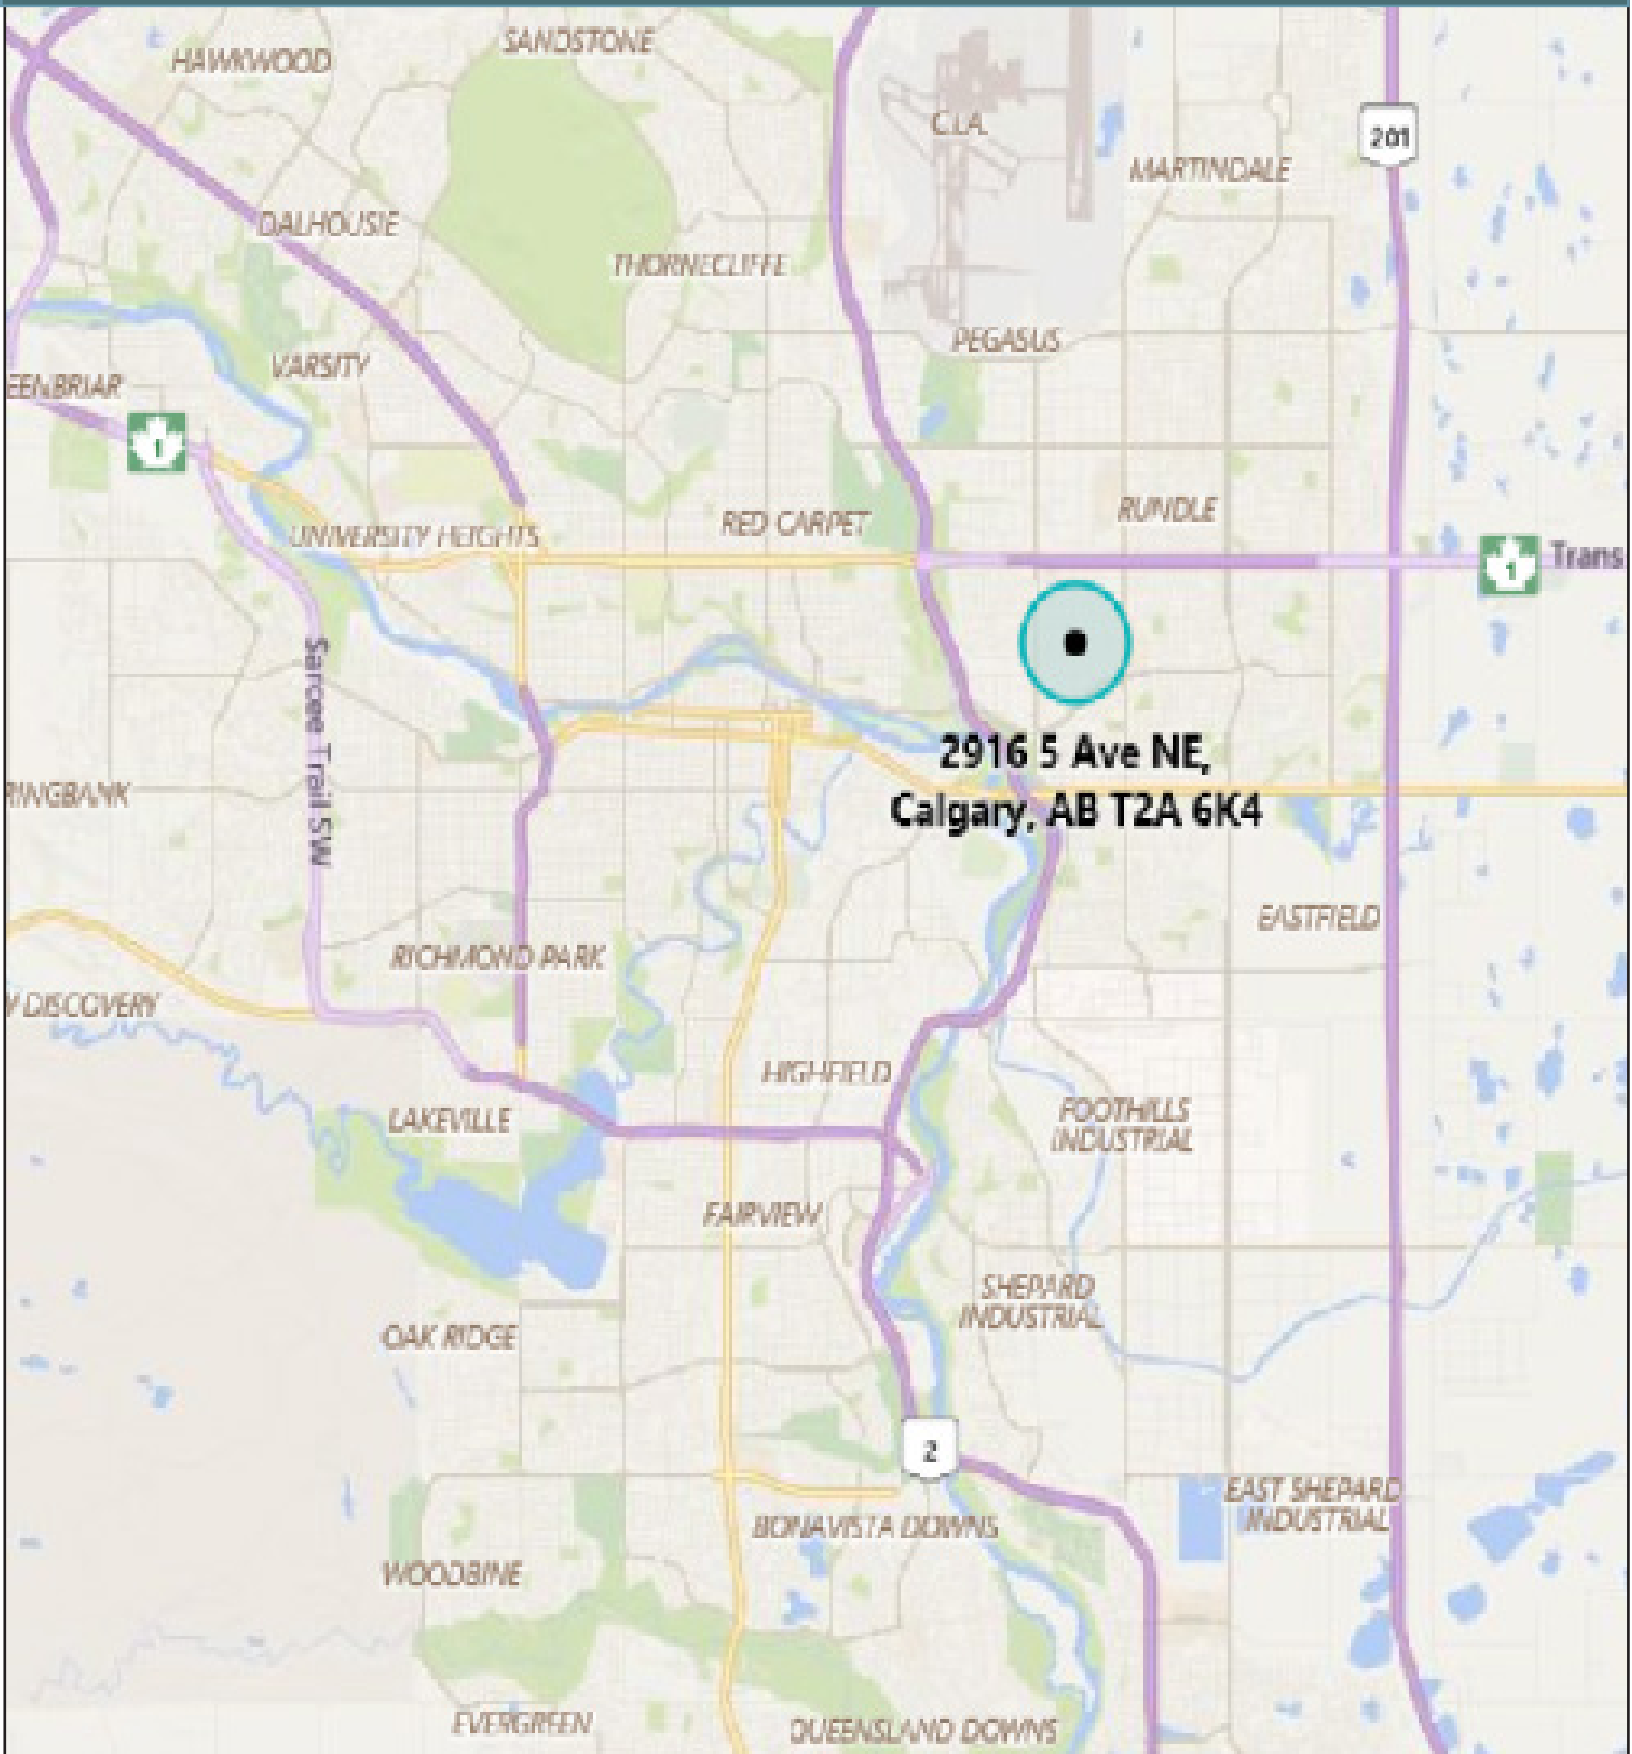 SANDSTONE
HAWKWOOD
C.I.A.
201
MARTINDALE
DALHOUSIE
THORNECLIFFE
PEGASUS
VARSITY
EENBRIAR
1
RUNDLE
RED CARPET
UNIVERSITY HEIGHTS
1
Trans
Sarcee Trail SW
2916 5 Ave NE,
Calgary, AB T2A 6K4
RINGBANK
EASTFIELD
RICHMOND PARK
W DISCOVERY
HIGHFIELD
LAKEVILLE
FOOTHILLS
INDUSTRIAL
FAIRVIEW
SHEPARD
INDUSTRIAL
OAK RIDGE
2
EAST SHEPARD
INDUSTRIAL
BONAVISTA DOWNS
WOODBINE
EVERGREEN
QUEENSLAND DOWNS